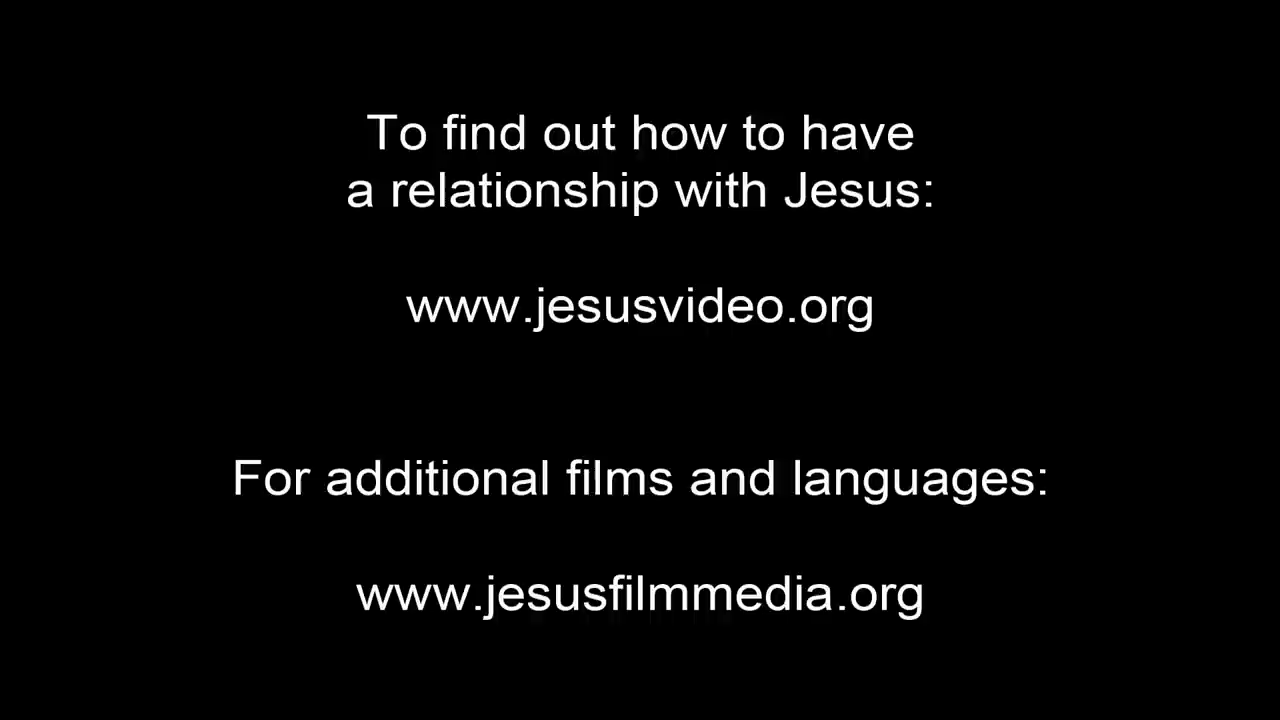 To find out how to have
a relationship with Jesus:
www.jesusvideo.org
For additional films and languages:
www.jesusfilmmedia.org